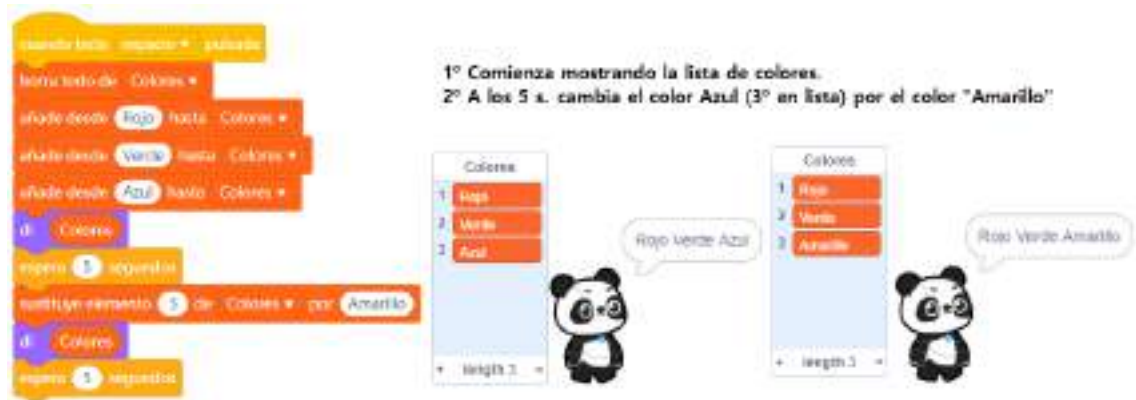 cuando tecla espacio pulsada
borra todo de Colores
añade desde Rojo hasta Colores
añade desde Verde hasta Colores
añade desde Azul hasta Colores
di Colores
espera 5 segundos
sustituye elemento de Colores por Amarillo
di Colores
espera 5 segundos
1º Comienza mostrando la lista de colores.
2º A los 5 s. cambia el color Azul (3º en lista) por el color "Amarillo"
Colores
1 Rojo
2 Verde
3 Azul
+ length 3 =
Rojo Verde Azul
Colores
1 Rojo
2 Verde
3 Amarillo
+ length 3 =
Rojo Verde Amarillo